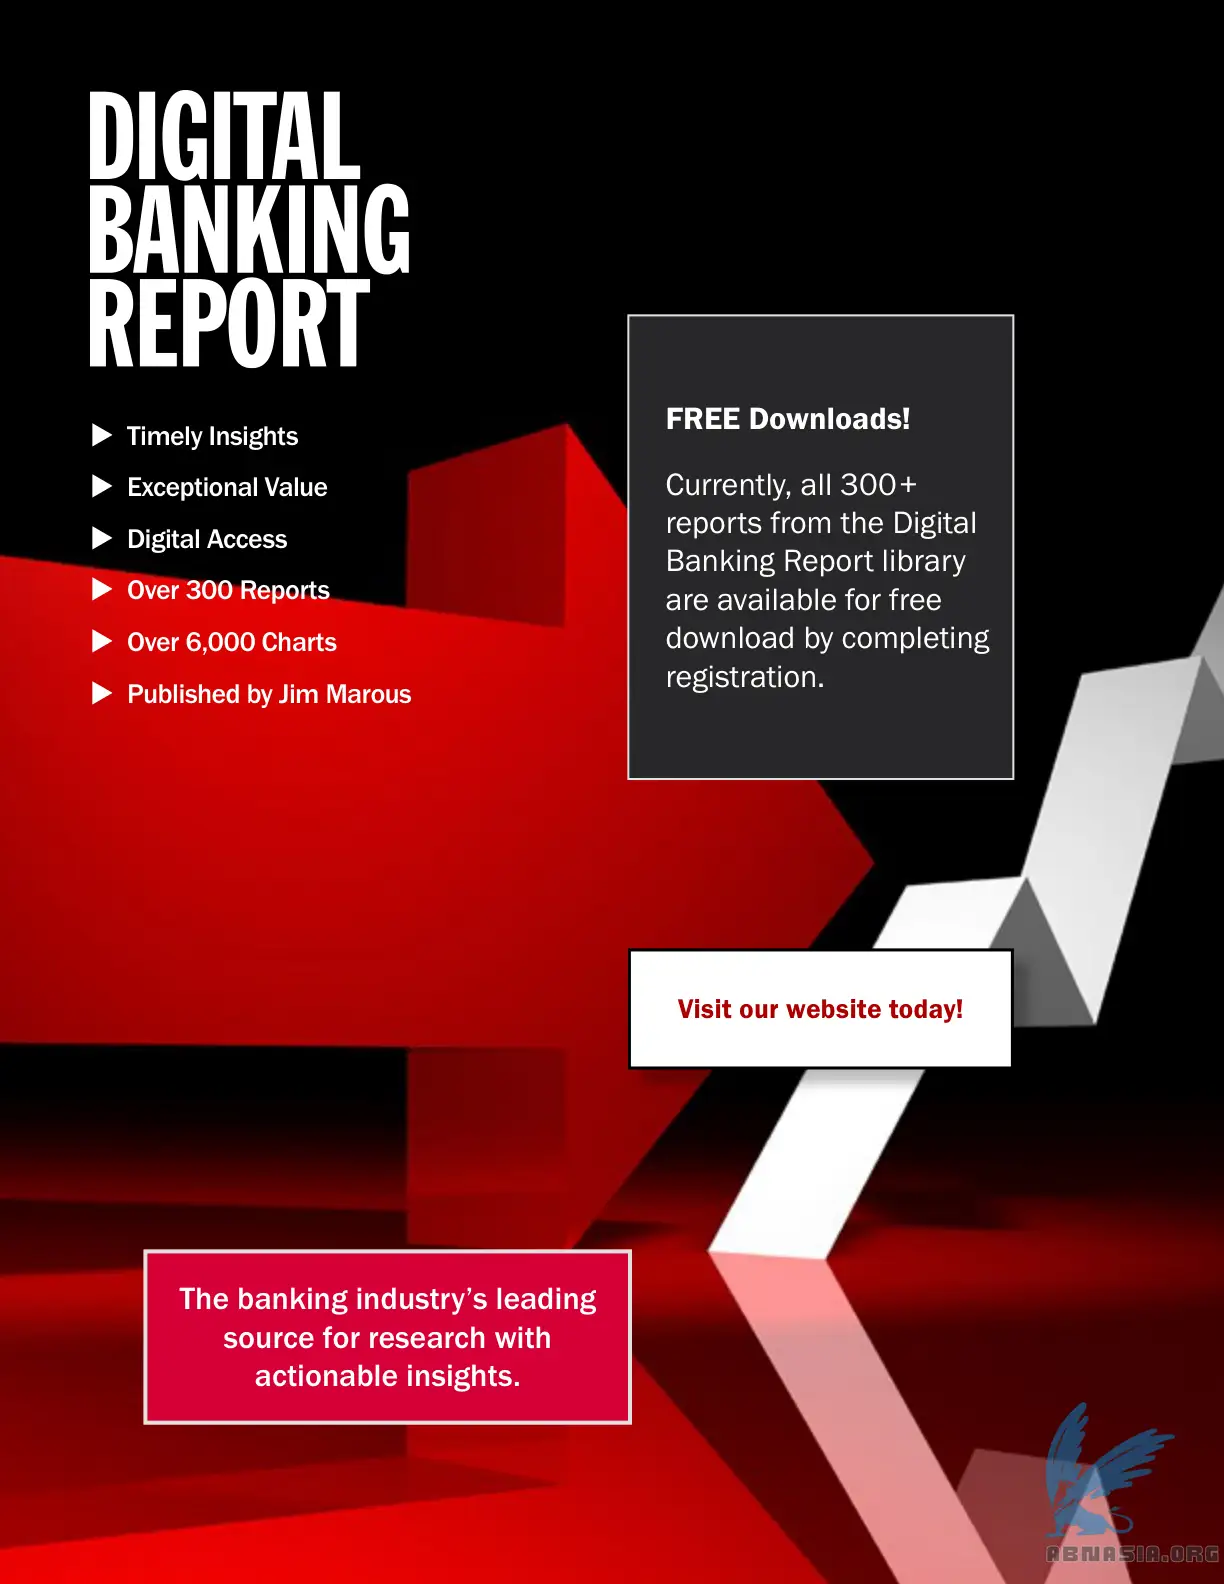 DIGITAL
BANKING
REPORT
▶ Timely Insights
▶ Exceptional Value
▶ Digital Access
▶ Over 300 Reports
▶ Over 6,000 Charts
▶ Published by Jim Marous
FREE Downloads!
Currently, all 300+
reports from the Digital
Banking Report library
are available for free
download by completing
registration.
Visit our website today!
The banking industry’s leading
source for research with
actionable insights.
ABNASIA.ORG